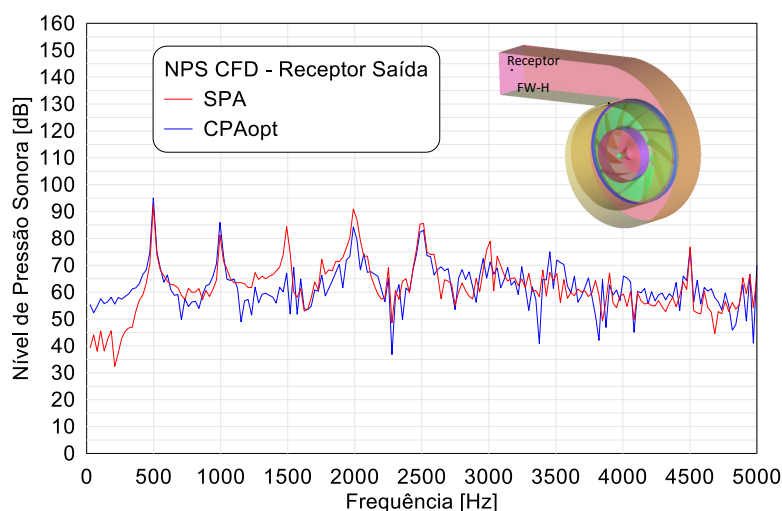 160
150
140
130
120
110
100
90
80
70
60
50
40
30
20
10
0
Nível de Pressão Sonora [dB]
NPS CFD - Receptor Saída
SPA
CPAopt
Receptor
FW-H
0 500 1000 1500 2000 2500 3000 3500 4000 4500 5000
Frequência [Hz]